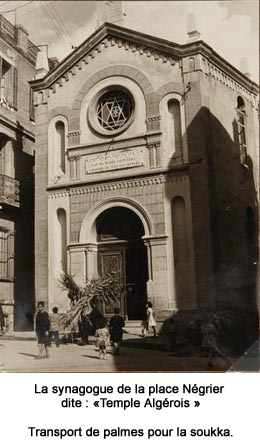 La synagogue de la place Négrier
dite : «Temple Algérois »
Transport de palmes pour la soukka.